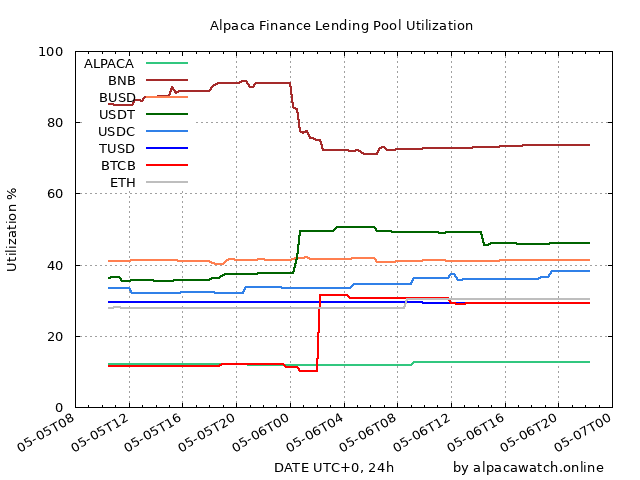 Alpaca Finance Lending Pool Utilization
100
80
60
40
20
0
Utilization %
ALPACA
BNB
BUSD
USDT
USDC
TUSD
BTCB
ETH
05-05T08
05-05T12
05-05T16
05-05T20
05-06T00
05-06T04
05-06T08
05-06T12
05-06T16
05-06T20
05-07T00
DATE UTC+0, 24h
by alpacawatch.online